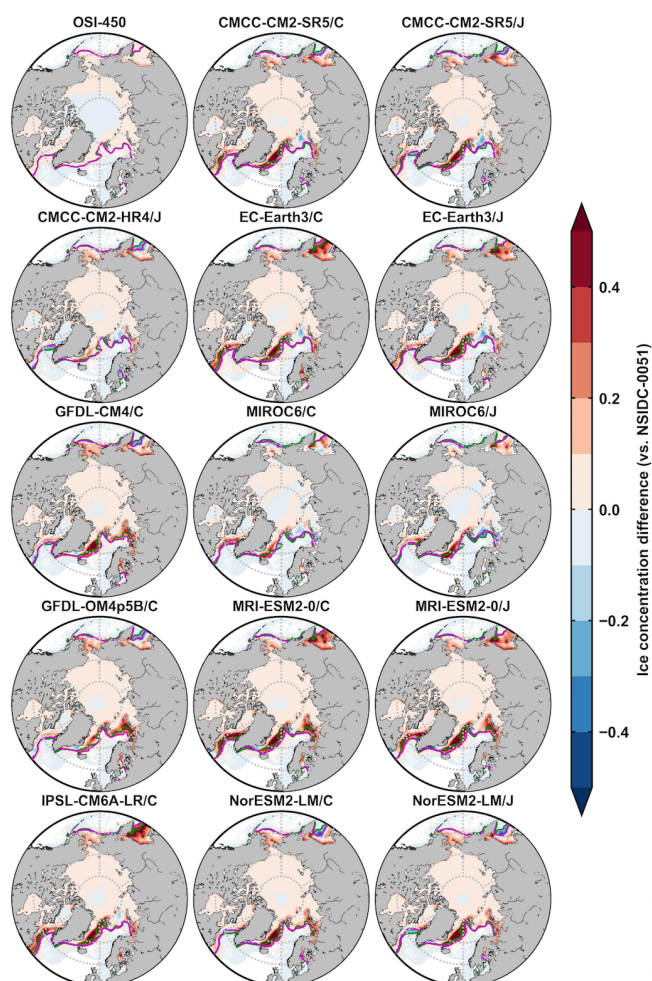 OSI-450 CMCC-CM2-SR5/C CMCC-CM2-SR5/J
CMCC-CM2-HR4/J EC-Earth3/C EC-Earth3/J
GFDL-CM4/C MIROC6/C MIROC6/J
GFDL-OM4p5B/C MRI-ESM2-0/C MRI-ESM2-0/J
IPSL-CM6A-LR/C NorESM2-LM/C NorESM2-LM/J
0.4
0.2
0.0
−0.2
−0.4
Ice concentration difference (vs. NSIDC-0051)